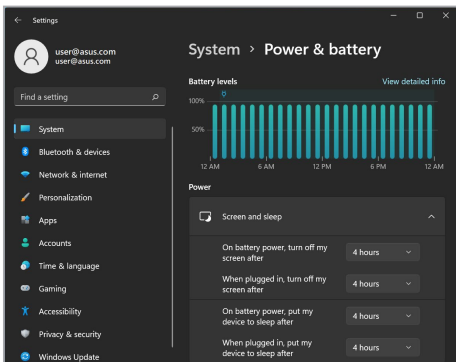 Settings
user@asus.com
user@asus.com
Find a setting
System
Bluetooth & devices
Network & internet
Personalization
Apps
Accounts
Time & language
Gaming
Accessibility
Privacy & security
Windows Update
System > Power & battery
Battery levels
View detailed info
100%
50%
12 AM 6 AM 12 PM 6 PM 12 AM
Power
Screen and sleep
On battery power, turn off my
screen after
4 hours
When plugged in, turn off my
screen after
4 hours
On battery power, put my
device to sleep after
4 hours
When plugged in, put my
device to sleep after
4 hours